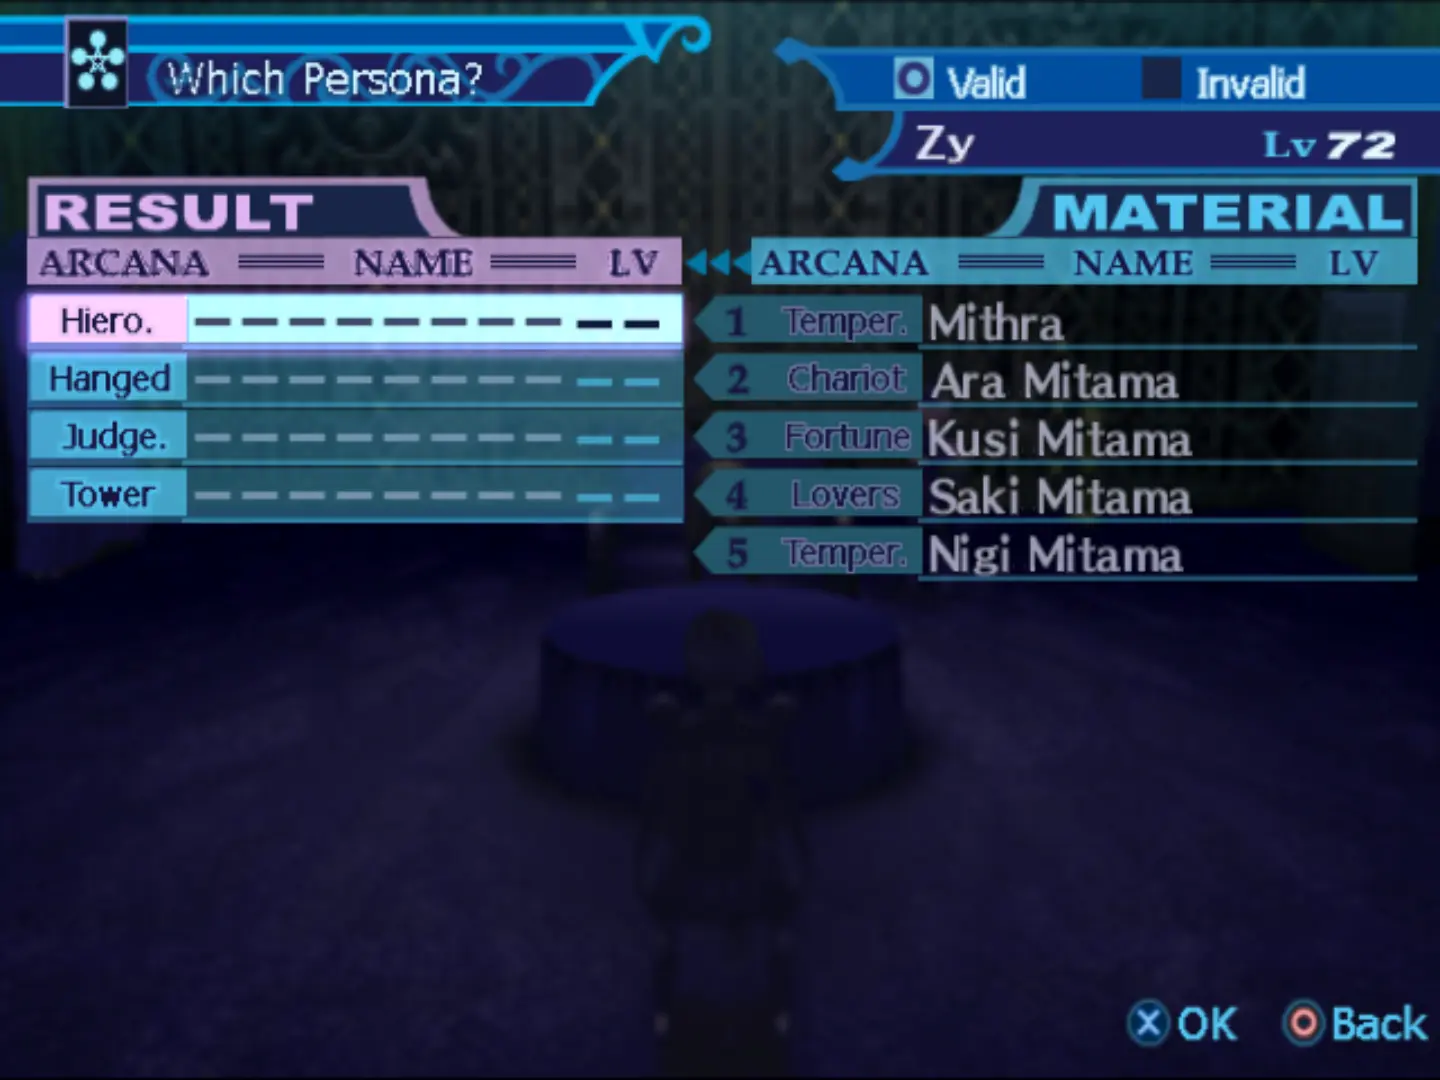 Which Persona?
Valid Invalid
Zy Lv 72
RESULT
ARCANA NAME LV
Hiero.
Hanged
Judge.
Tower
MATERIAL
ARCANA NAME LV
1 Temper. Mithra
2 Chariot Ara Mitama
3 Fortune Kusi Mitama
4 Lovers Saki Mitama
5 Temper. Nigi Mitama
OK Back